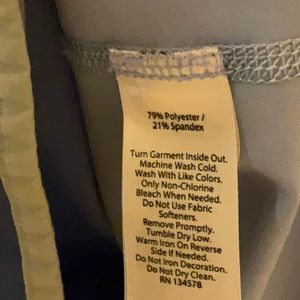 79% Polyester /
21% Spandex
Turn Garment Inside Out.
Machine Wash Cold.
Wash With Like Colors.
Only Non-Chlorine
Bleach When Needed.
Do Not Use Fabric
Softeners.
Remove Promptly.
Tumble Dry Low.
Warm Iron On Reverse
Side If Needed.
Do Not Iron Decoration.
Do Not Dry Clean.
RN 134578